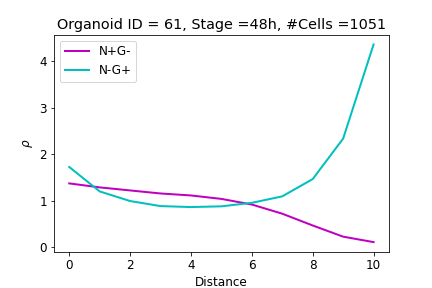 Organoid ID = 61, Stage =48h, #Cells =1051
N+G-
N-G+
4
3
2
1
0
ρ
0 2 4 6 8 10
Distance